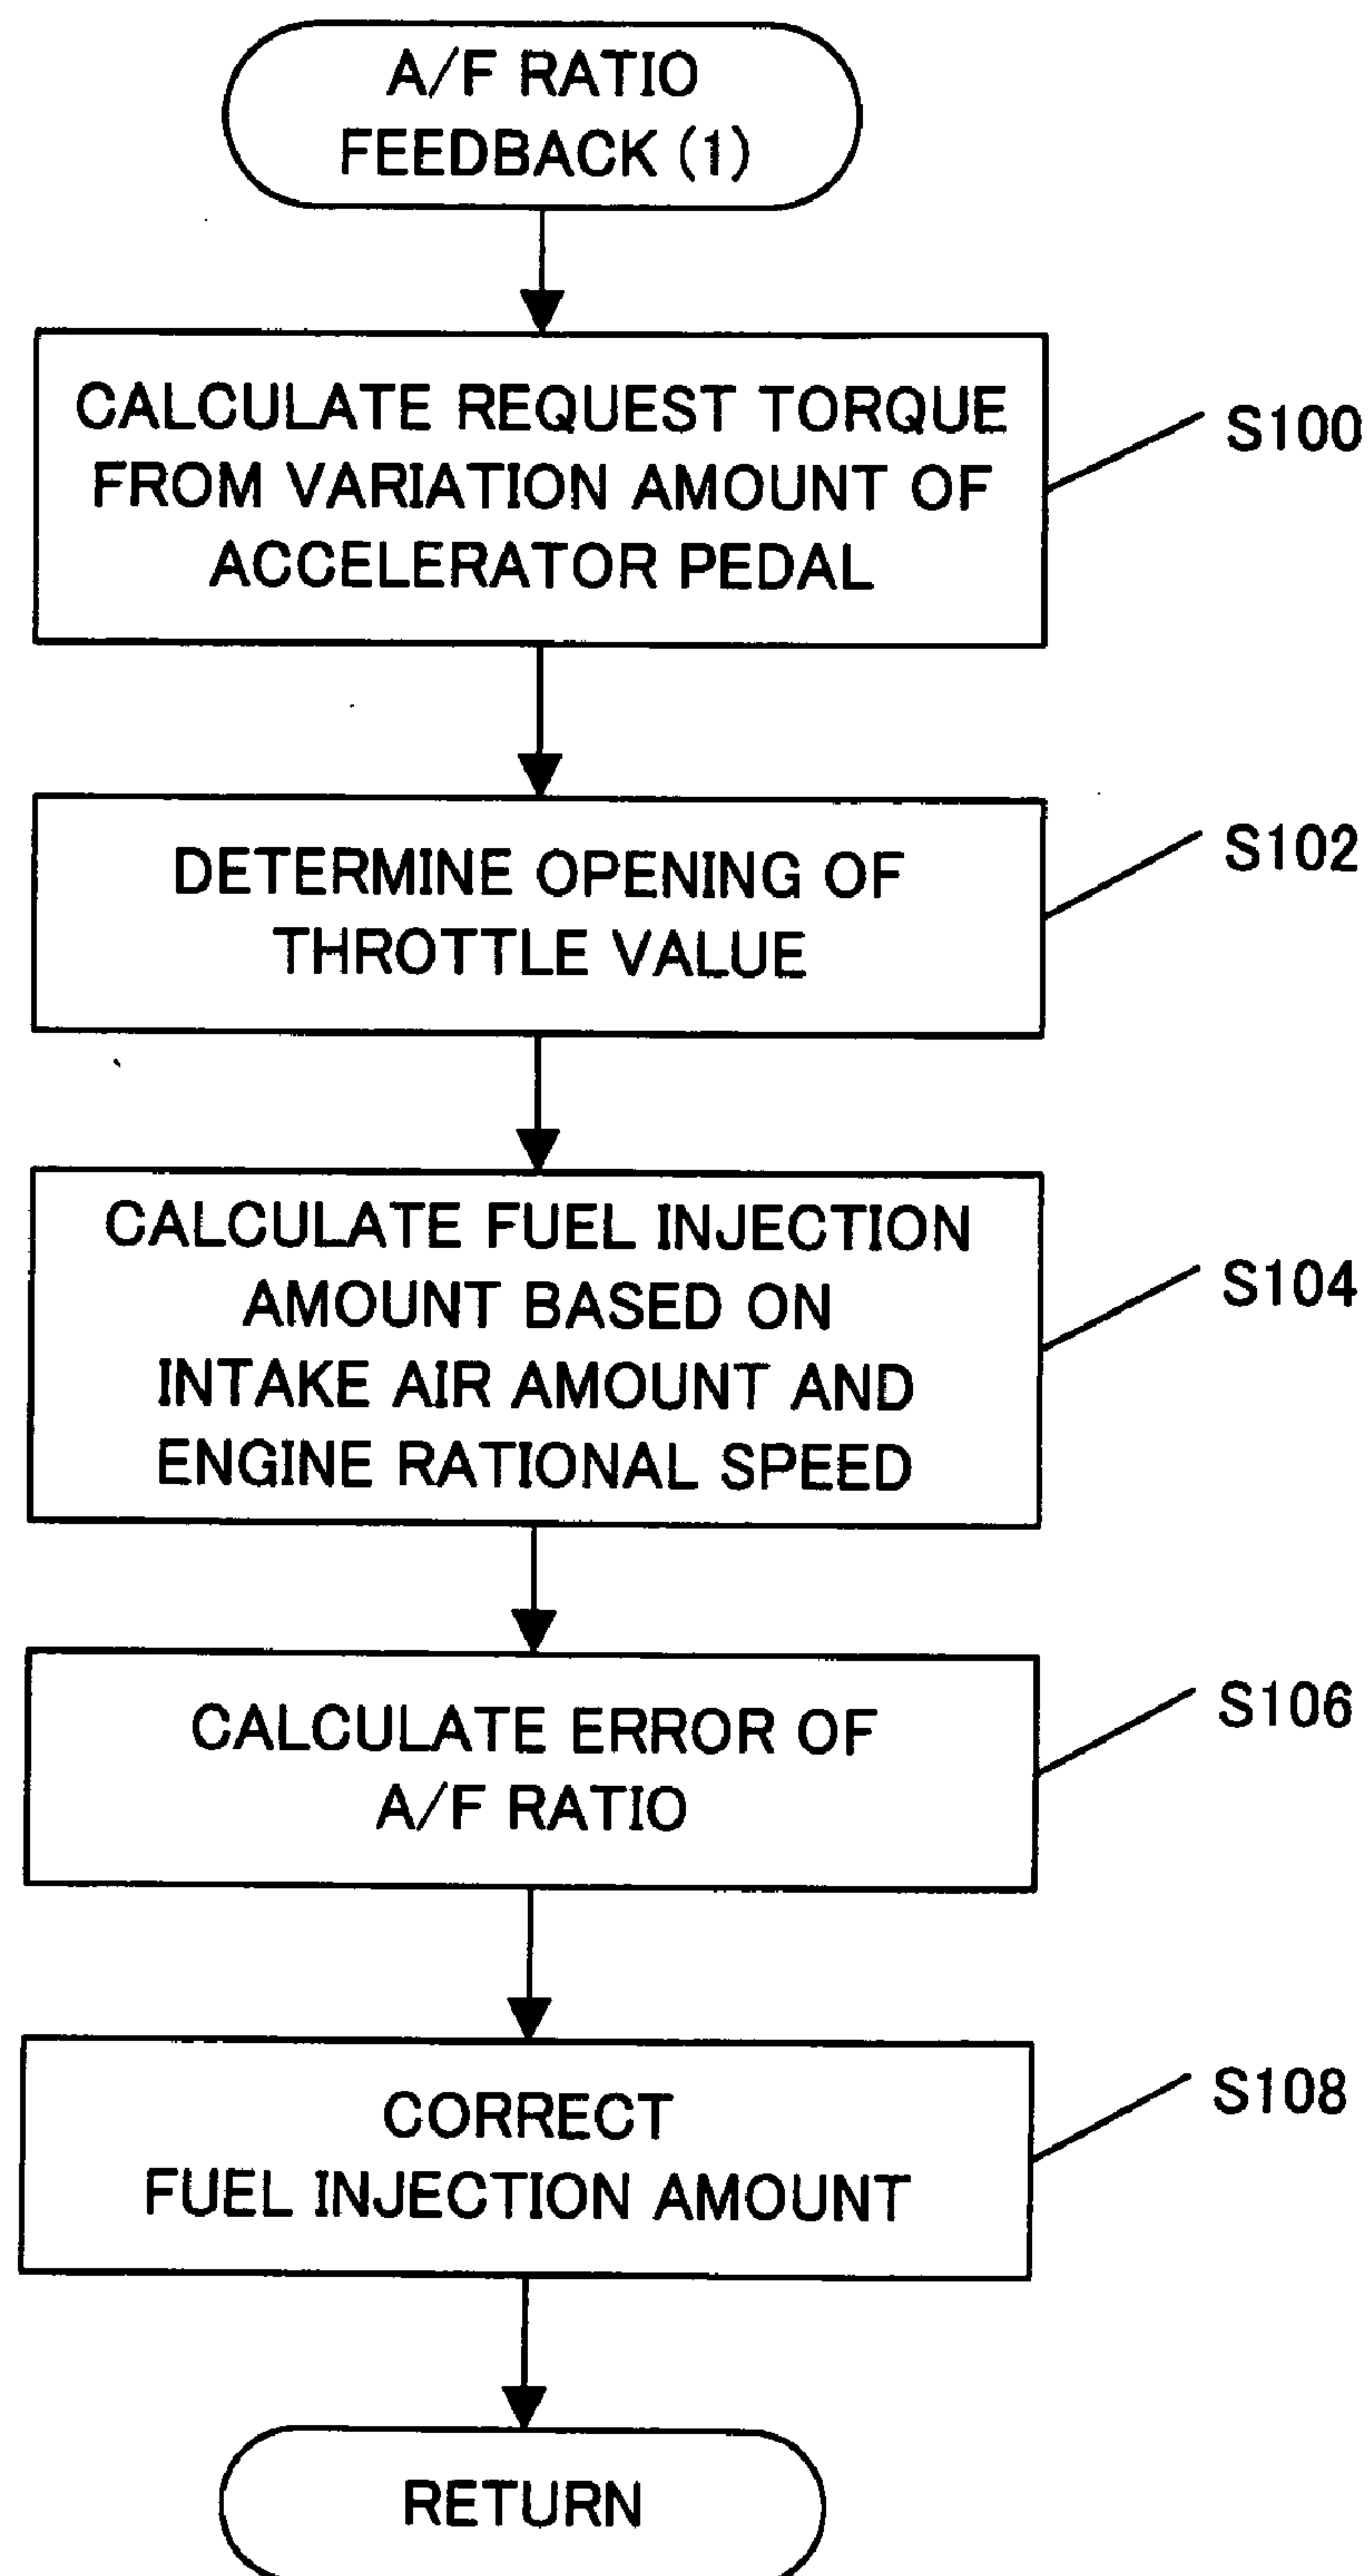 A/F RATIO
FEEDBACK (1)
CALCULATE REQUEST TORQUE
FROM VARIATION AMOUNT OF
ACCELERATOR PEDAL
S100
DETERMINE OPENING OF
THROTTLE VALUE
S102
CALCULATE FUEL INJECTION
AMOUNT BASED ON
INTAKE AIR AMOUNT AND
ENGINE RATIONAL SPEED
S104
CALCULATE ERROR OF
A/F RATIO
S106
CORRECT
FUEL INJECTION AMOUNT
S108
RETURN